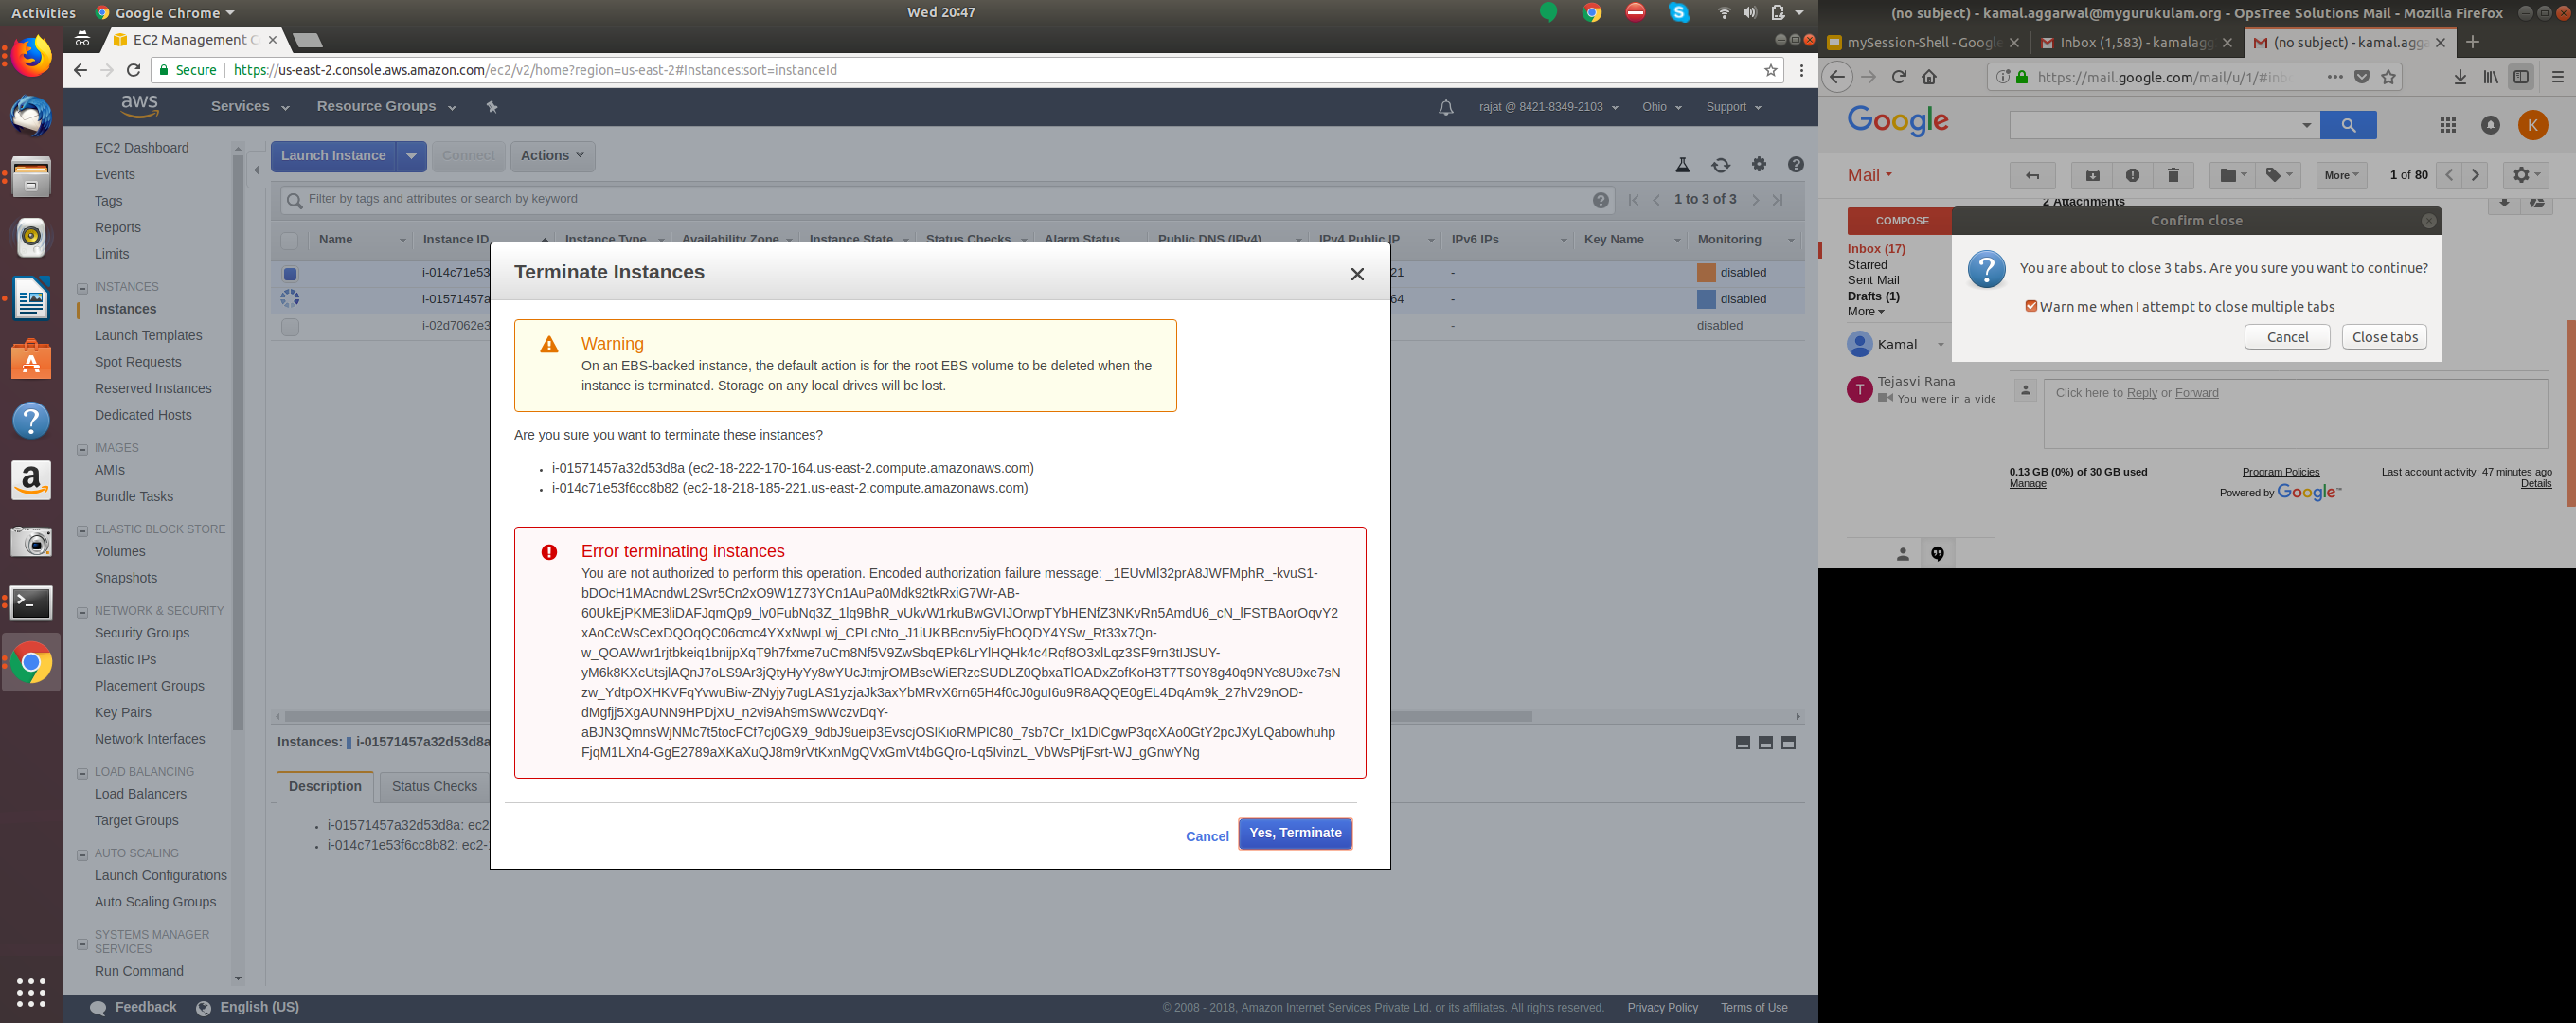 Activities
Google Chrome
Wed 20:47
EC2 Management C
Secure
https://us-east-2.console.aws.amazon.com/ec2/v2/home?region=us-east-2#Instances:sort=instanceId
aws
Services
Resource Groups
rajat @ 8421-8349-2103
Ohio
Support
EC2 Dashboard
Events
Tags
Reports
Limits
INSTANCES
Instances
Launch Templates
Spot Requests
Reserved Instances
Dedicated Hosts
IMAGES
AMIs
Bundle Tasks
ELASTIC BLOCK STORE
Volumes
Snapshots
NETWORK & SECURITY
Security Groups
Elastic IPs
Placement Groups
Key Pairs
Network Interfaces
LOAD BALANCING
Load Balancers
Target Groups
AUTO SCALING
Launch Configurations
Auto Scaling Groups
SYSTEMS MANAGER
SERVICES
Run Command
Launch Instance
Connect
Actions
Filter by tags and attributes or search by keyword
1 to 3 of 3
Name Instance ID Instance Type Availability Zone Instance State Status Checks Alarm Status Public DNS (IPv4) IPv4 Public IP IPv6 IPs Key Name Monitoring
i-014c71e53 21 - disabled
i-01571457a 64 - disabled
i-02d7062e3 - disabled
Terminate Instances
Warning
On an EBS-backed instance, the default action is for the root EBS volume to be deleted when the
instance is terminated. Storage on any local drives will be lost.
Are you sure you want to terminate these instances?
i-01571457a32d53d8a (ec2-18-222-170-164.us-east-2.compute.amazonaws.com)
i-014c71e53f6cc8b82 (ec2-18-218-185-221.us-east-2.compute.amazonaws.com)
Error terminating instances
You are not authorized to perform this operation. Encoded authorization failure message: _1EUvMl32prA8JWFMphR_-kvuS1-
bDOcH1MAcndwL2Svr5Cn2xO9W1Z73YCn1AuPa0Mdk92tkRxiG7Wr-AB-
60UkEjPKME3liDAFJqmQp9_lv0FubNq3Z_1lq9BhR_vUkvW1rkuBwGVIJOrwpTYbHENfZ3NKvRn5AmdU6_cN_lFSTBAorOqvY2
xAoCcWsCexDQOqQC06cmc4YXxNwpLwj_CPLcNto_J1iUKBBcnv5iyFbOQDY4YSw_Rt33x7Qn-
w_QOAWwr1rjtbkeiq1bnijpXqT9h7fxme7uCm8Nf5V9ZwSbqEPk6LrYlHQHk4c4Rqf8O3xlLqz3SF9rn3tIJSUY-
yM6k8KXcUtsjlAQnJ7oLS9Ar3jQtyHyYy8wYUcJtmjrOMBseWiERzcSUDLZ0QbxaTlOADxZofKoH3T7TS0Y8g40q9NYe8U9xe7sN
zw_YdtpOXHKVFqYvwuBiw-ZNyjy7ugLAS1yzjaJk3axYbMRvX6rn65H4f0cJ0guI6u9R8AQQE0gEL4DqAm9k_27hV29nOD-
dMgfjj5XgAUNN9HPDjXU_n2vi9Ah9mSwWczvDqY-
aBJN3QmnsWjNMc7t5tocFCf7cj0GX9_9dbJ9ueip3EvscjOSlKioRMPlC80_7sb7Cr_Ix1DlCgwP3qcXAo0GtY2pcJXyLQabowhuhp
FjqM1LXn4-GgE2789aXKaXuQJ8m9rVtKxnMgQVxGmVt4bGQro-Lq5IvinzL_VbWsPtjFsrt-WJ_gGnwYNg
Cancel
Yes, Terminate
Instances: i-01571457a32d53d8a
Description
Status Checks
i-01571457a32d53d8a: ec2
i-014c71e53f6cc8b82: ec2-
Feedback
English (US)
© 2008 - 2018, Amazon Internet Services Private Ltd. or its affiliates. All rights reserved.
Privacy Policy
Terms of Use
(no subject) - kamal.aggarwal@mygurukulam.org - OpsTree Solutions Mail - Mozilla Firefox
mySession-Shell - Google
Inbox (1,583) - kamalagg
(no subject) - kamal.agga
https://mail.google.com/mail/u/1/#inb
Google
K
Mail
More
1 of 80
2 Attachments
COMPOSE
Inbox (17)
Starred
Sent Mail
Drafts (1)
More
Kamal
T
Tejasvi Rana
You were in a vide
Confirm close
You are about to close 3 tabs. Are you sure you want to continue?
Warn me when I attempt to close multiple tabs
Cancel
Close tabs
Click here to Reply or Forward
0.13 GB (0%) of 30 GB used
Manage
Program Policies
Powered by Google™
Last account activity: 47 minutes ago
Details